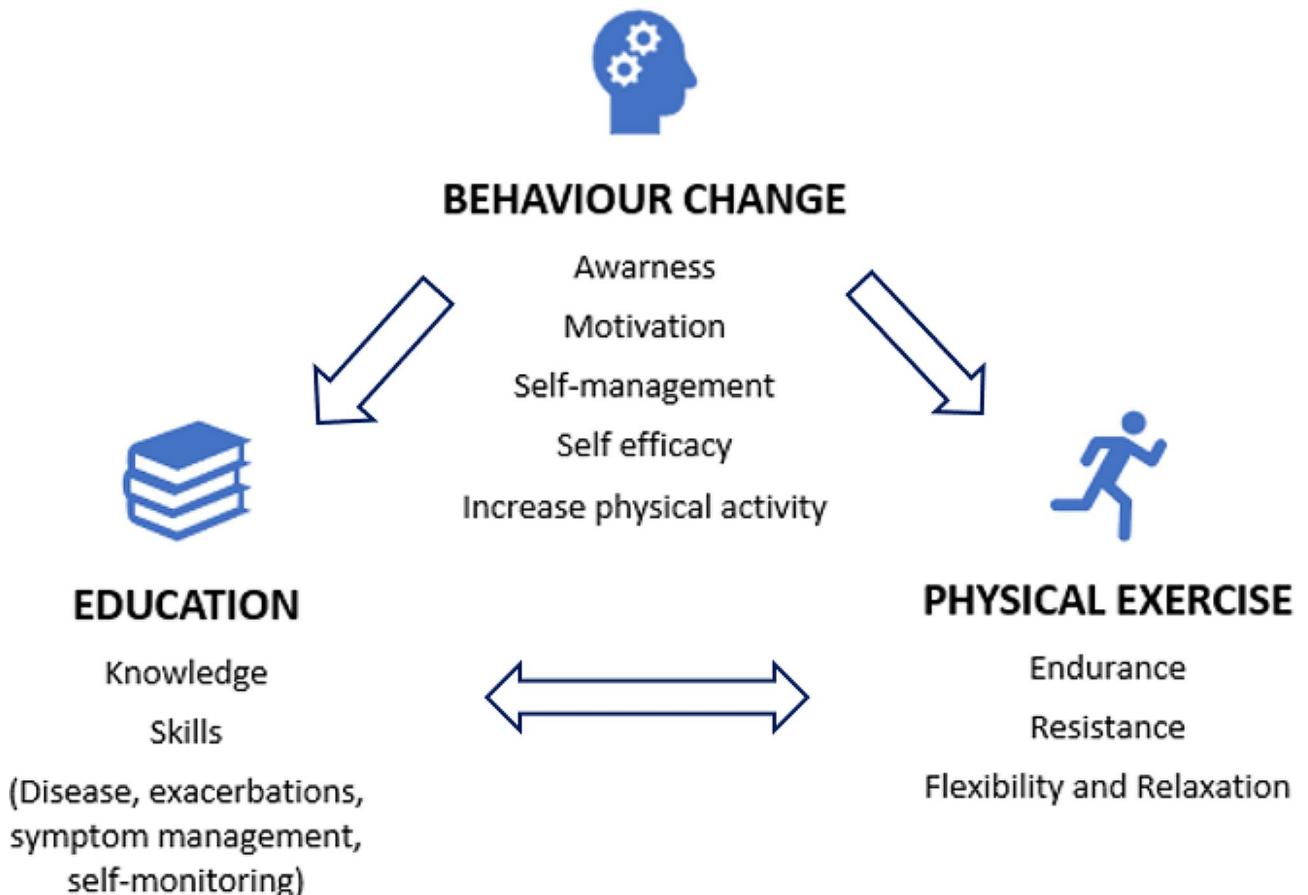 BEHAVIOUR CHANGE
Awarness
Motivation
Self-management
Self efficacy
Increase physical activity
EDUCATION
Knowledge
Skills
(Disease, exacerbations,
symptom management,
self-monitoring)
PHYSICAL EXERCISE
Endurance
Resistance
Flexibility and Relaxation